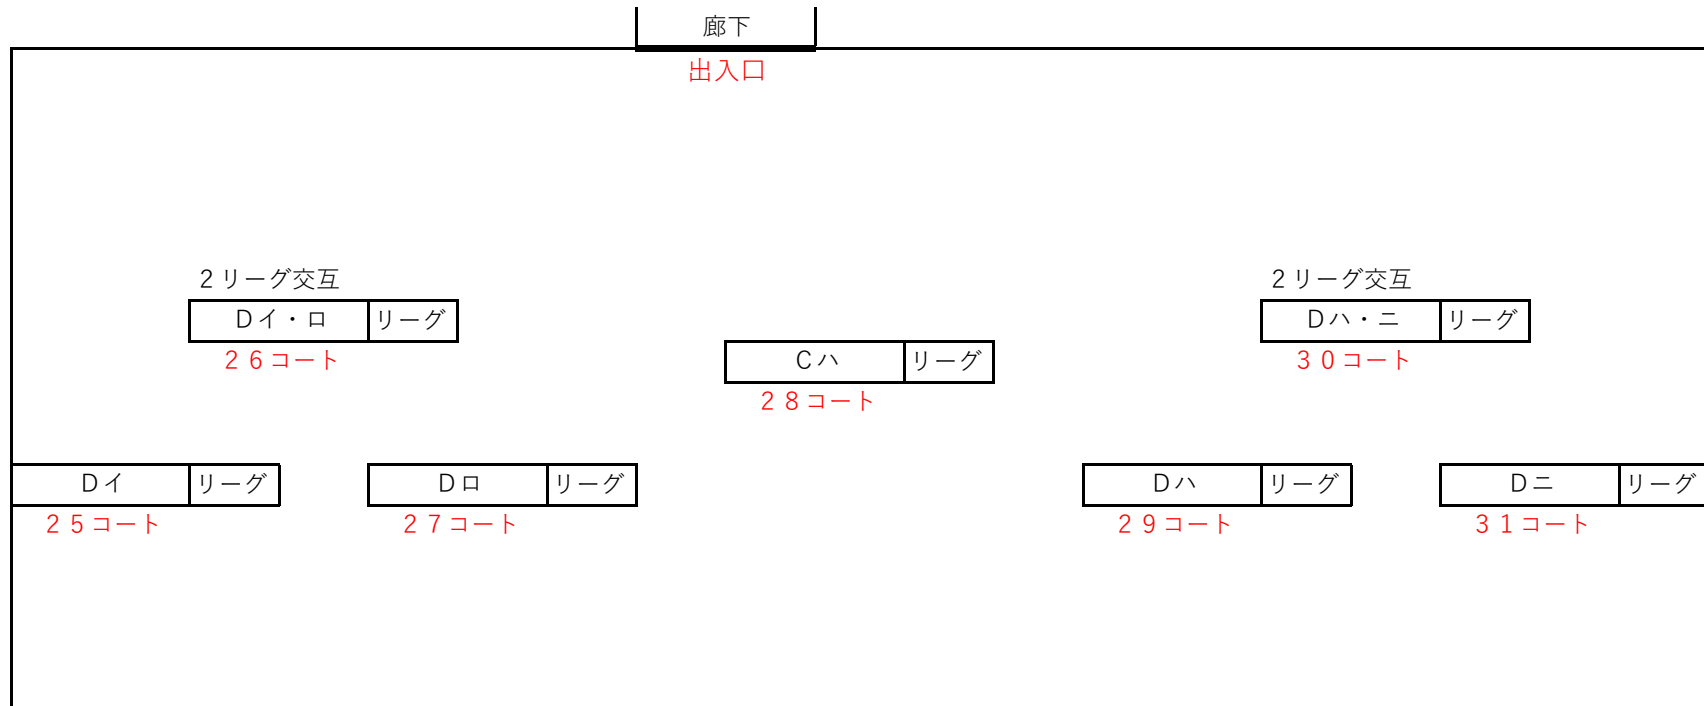 廊下
出入口
2リーグ交互
2リーグ交互
Dイ・ロ リーグ
Dハ・ニ リーグ
26コート
30コート
Cハ リーグ
28コート
Dイ リーグ
Dロ リーグ
Dハ リーグ
Dニ リーグ
25コート
27コート
29コート
31コート